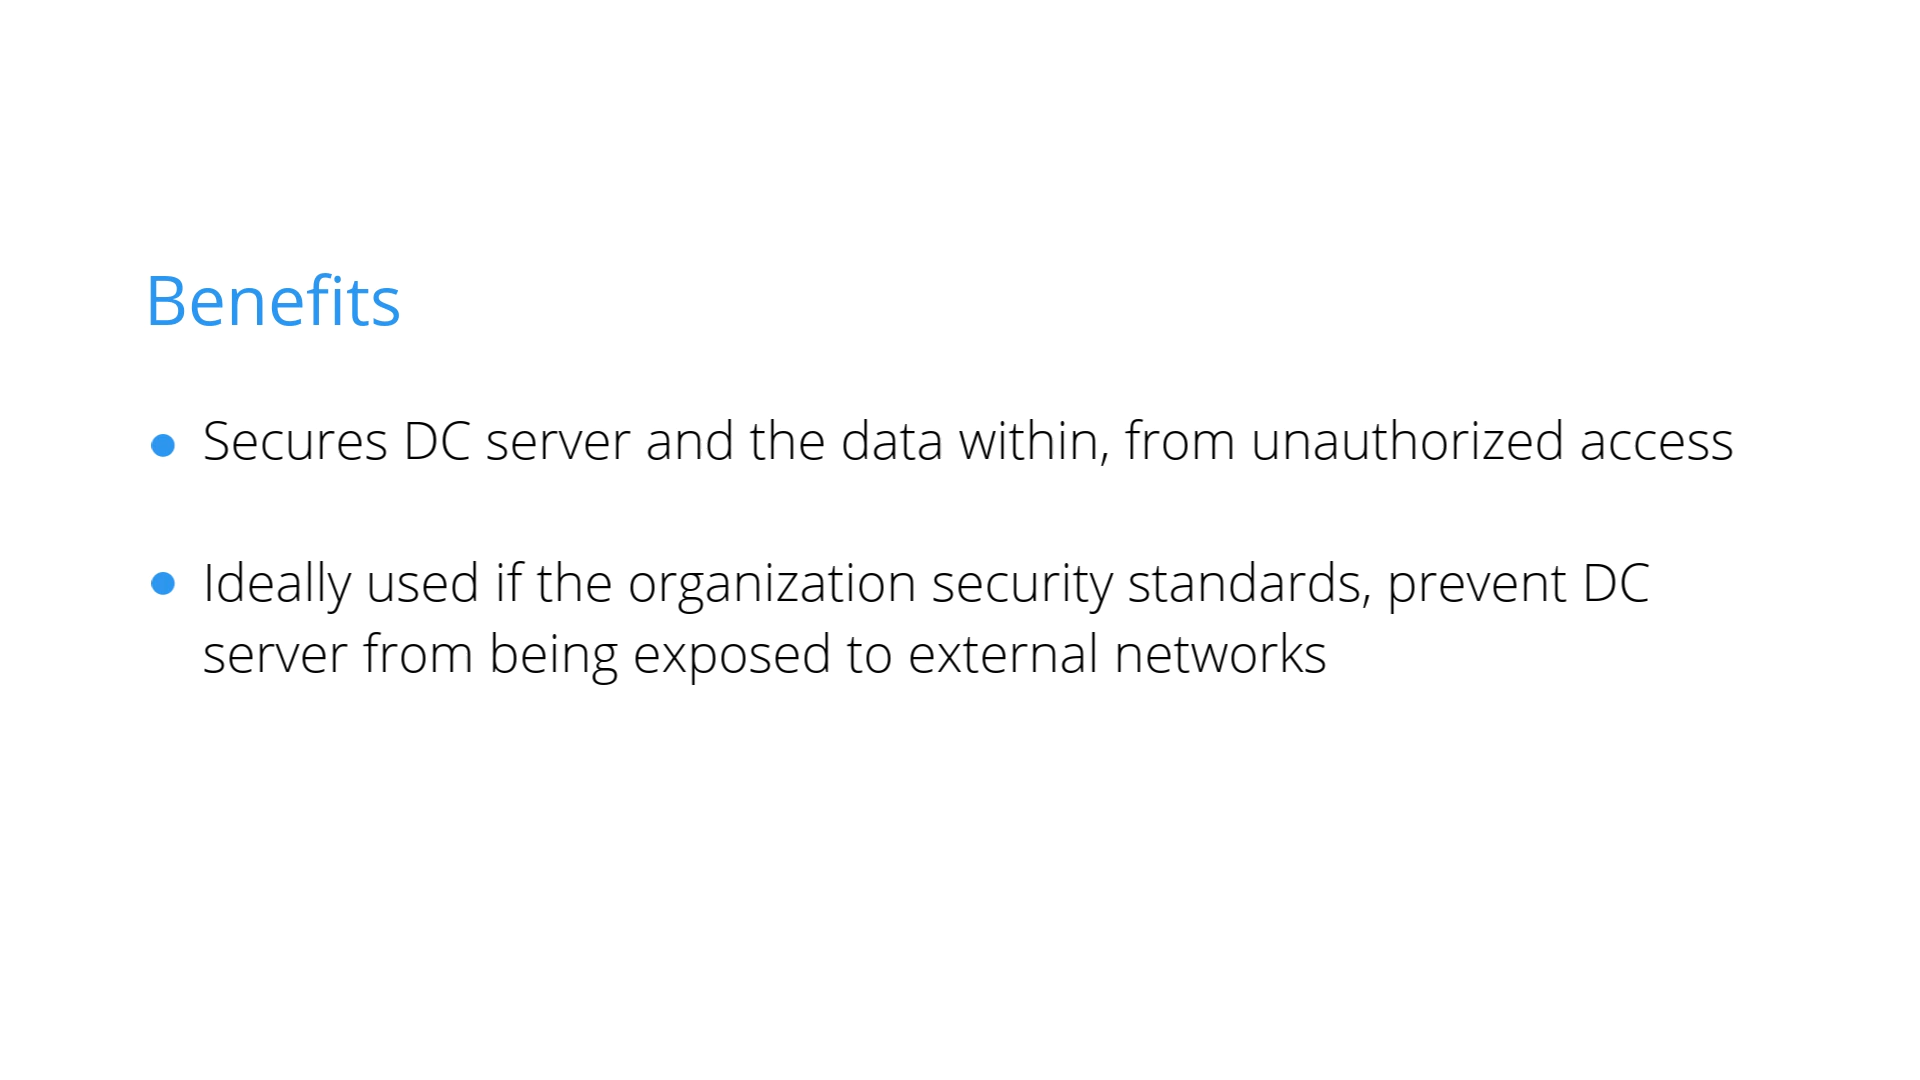 Benefits
Secures DC server and the data within, from unauthorized access
Ideally used if the organization security standards, prevent DC
server from being exposed to external networks